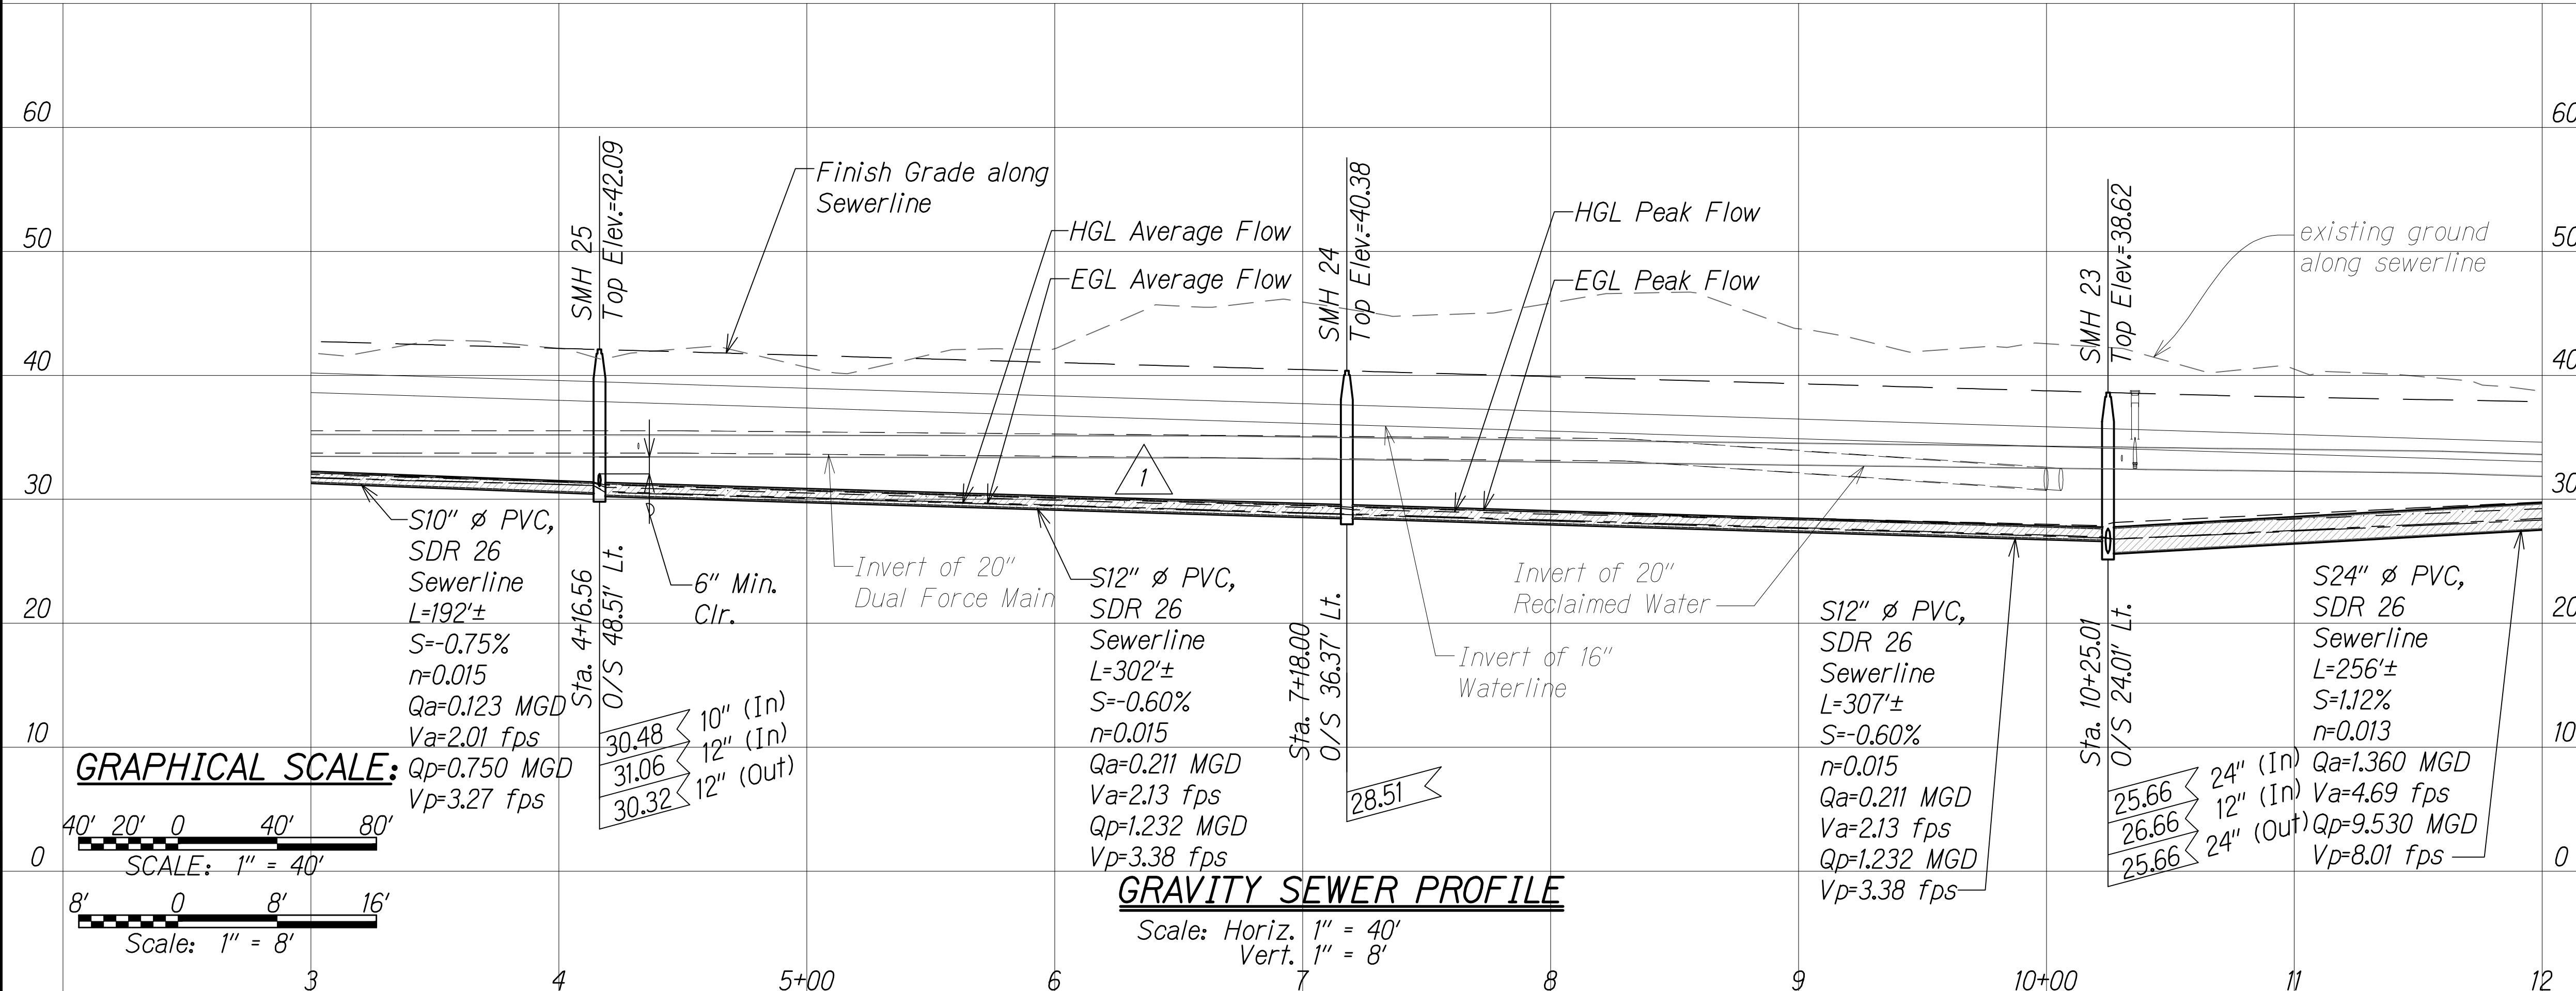 60
50
40
30
20
10
0
60
50
40
30
20
10
0
SMH 25
Top Elev.=42.09
Finish Grade along
Sewerline
HGL Average Flow
EGL Average Flow
SMH 24
Top Elev.=40.38
HGL Peak Flow
EGL Peak Flow
SMH 23
Top Elev.=38.62
existing ground
along sewerline
1
S10" Ø PVC,
SDR 26
Sewerline
L=192'±
S=-0.75%
n=0.015
Qa=0.123 MGD
Va=2.01 fps
Qp=0.750 MGD
Vp=3.27 fps
Sta. 4+16.56
O/S 48.51' Lt.
6" Min.
Clr.
30.48 10" (In)
31.06 12" (In)
30.32 12" (Out)
Invert of 20"
Dual Force Main
S12" Ø PVC,
SDR 26
Sewerline
L=302'±
S=-0.60%
n=0.015
Qa=0.211 MGD
Va=2.13 fps
Qp=1.232 MGD
Vp=3.38 fps
Sta. 7+18.00
O/S 36.37' Lt.
28.51
Invert of 16"
Waterline
Invert of 20"
Reclaimed Water
S12" Ø PVC,
SDR 26
Sewerline
L=307'±
S=-0.60%
n=0.015
Qa=0.211 MGD
Va=2.13 fps
Qp=1.232 MGD
Vp=3.38 fps
Sta. 10+25.01
O/S 24.01' Lt.
25.66 24" (In)
26.66 12" (In)
25.66 24" (Out)
S24" Ø PVC,
SDR 26
Sewerline
L=256'±
S=1.12%
n=0.013
Qa=1.360 MGD
Va=4.69 fps
Qp=9.530 MGD
Vp=8.01 fps
GRAPHICAL SCALE:
40' 20' 0 40' 80'
SCALE: 1" = 40'
8' 0 8' 16'
Scale: 1" = 8'
GRAVITY SEWER PROFILE
Scale: Horiz. 1" = 40'
Vert. 1" = 8'
3 4 5+00 6 7 8 9 10+00 11 12